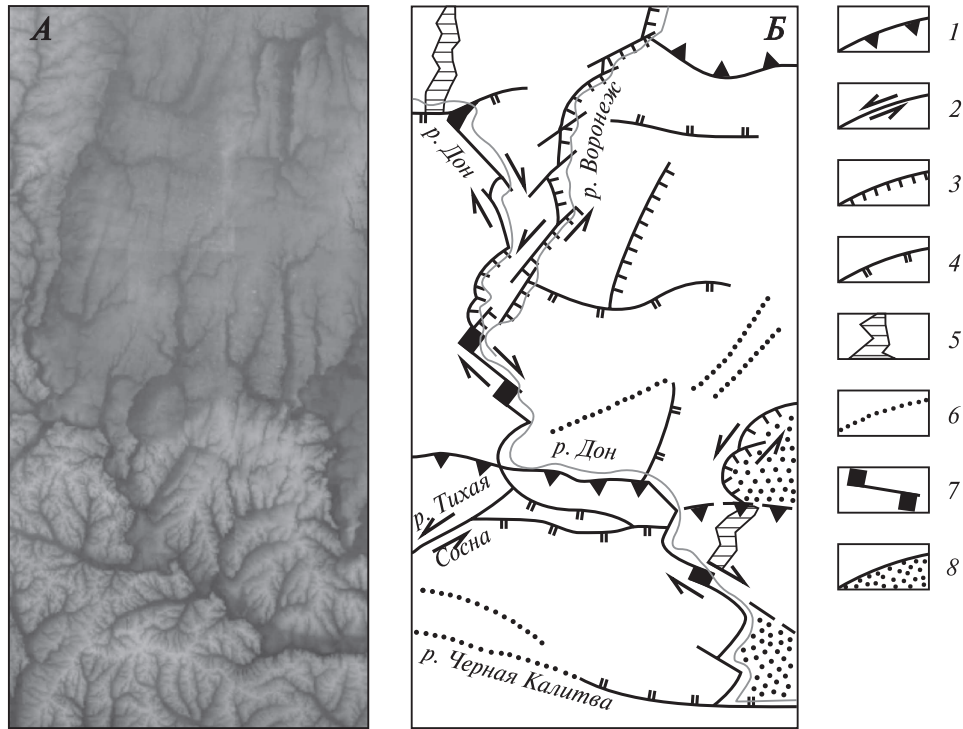 А
Б
р. Дон
р. Воронеж
р. Дон
р. Тихая
Сосна
р. Черная Калитва
1
2
3
4
5
6
7
8